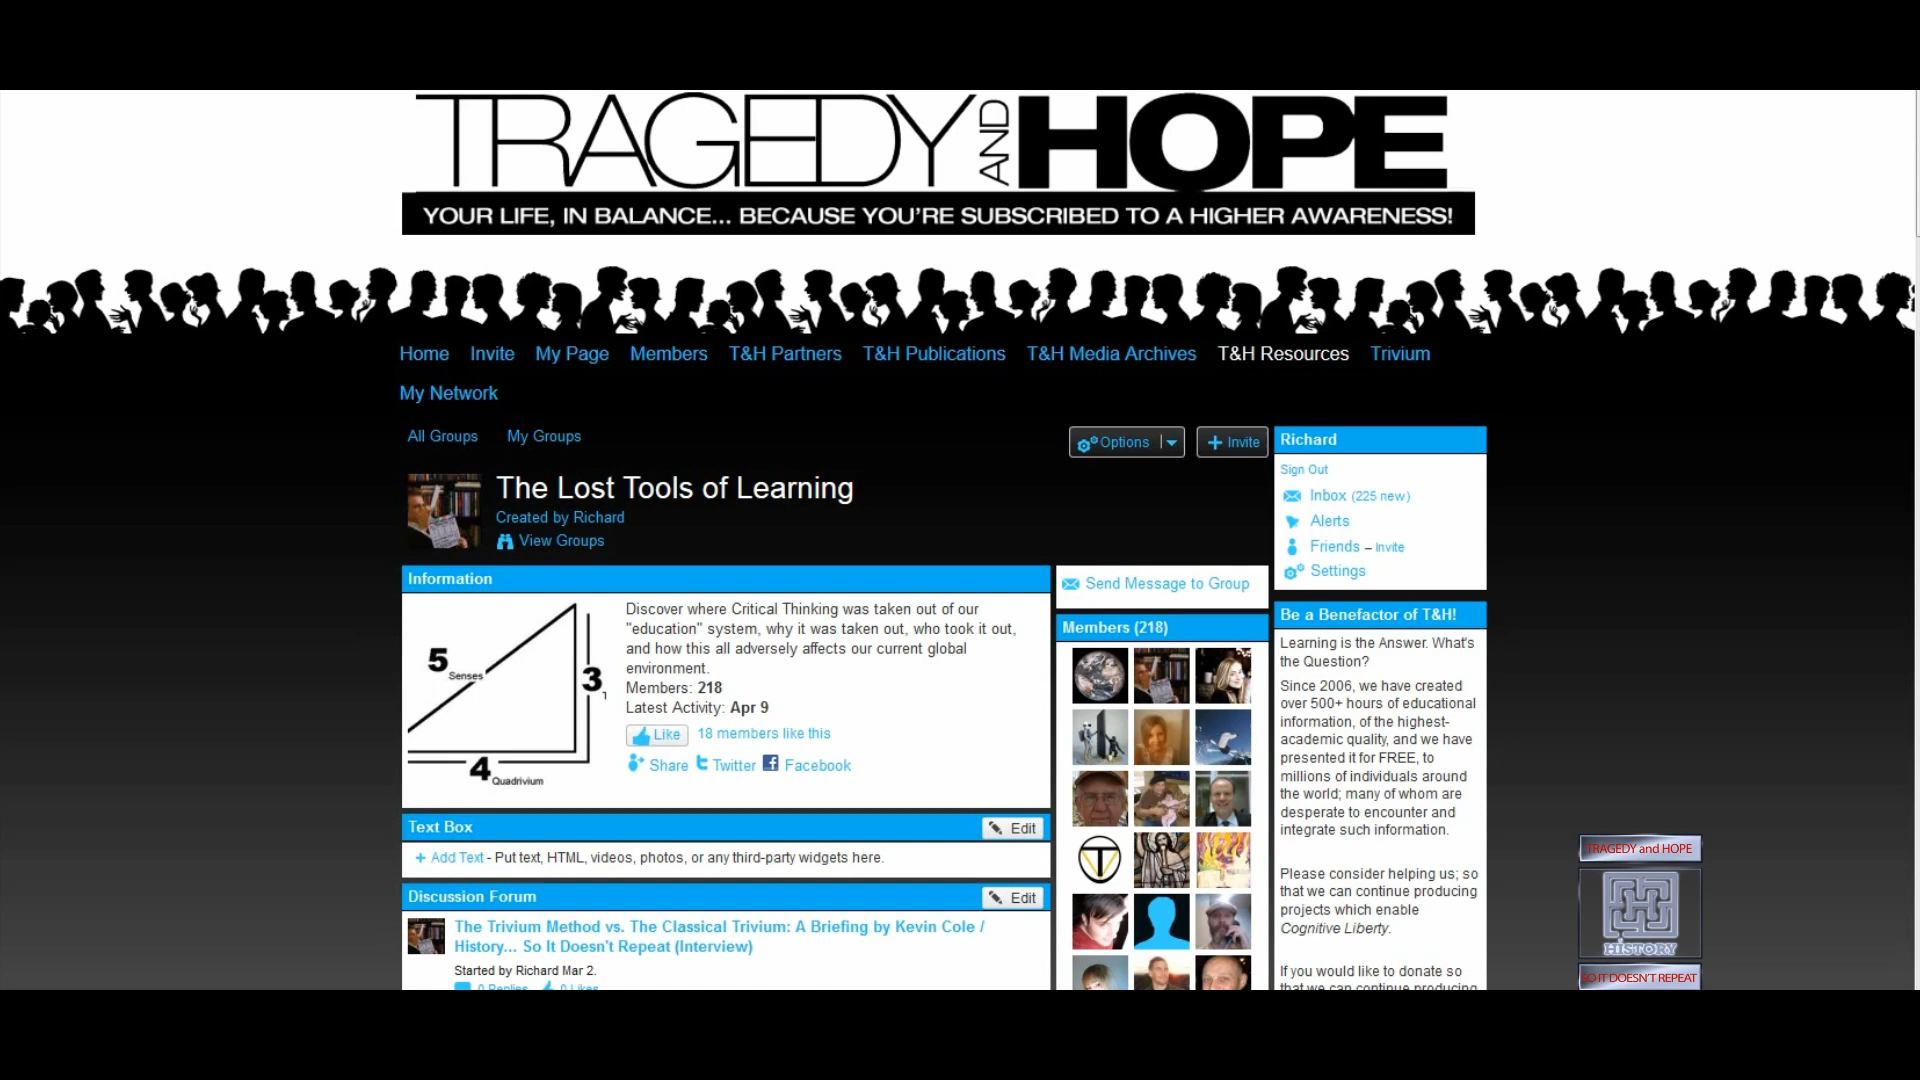 TRAGEDY AND HOPE
YOUR LIFE, IN BALANCE... BECAUSE YOU'RE SUBSCRIBED TO A HIGHER AWARENESS!
Home Invite My Page Members T&H Partners T&H Publications T&H Media Archives T&H Resources Trivium
My Network
All Groups My Groups
Options
Invite
The Lost Tools of Learning
Created by Richard
View Groups
Information
5
Senses
3
4
Quadrivium
Discover where Critical Thinking was taken out of our
"education" system, why it was taken out, who took it out,
and how this all adversely affects our current global
environment.
Members: 218
Latest Activity: Apr 9
Like 18 members like this
Share Twitter Facebook
Text Box
Edit
+ Add Text - Put text, HTML, videos, photos, or any third-party widgets here.
Discussion Forum
Edit
The Trivium Method vs. The Classical Trivium: A Briefing by Kevin Cole /
History... So It Doesn't Repeat (Interview)
Started by Richard Mar 2.
0 Replies 0 Likes
Send Message to Group
Members (218)
Richard
Sign Out
Inbox (225 new)
Alerts
Friends – Invite
Settings
Be a Benefactor of T&H!
Learning is the Answer. What's
the Question?
Since 2006, we have created
over 500+ hours of educational
information, of the highest-
academic quality, and we have
presented it for FREE, to
millions of individuals around
the world; many of whom are
desperate to encounter and
integrate such information.
Please consider helping us; so
that we can continue producing
projects which enable
Cognitive Liberty.
If you would like to donate so
that we can continue producing
TRAGEDY and HOPE
HISTORY
SO IT DOESN'T REPEAT